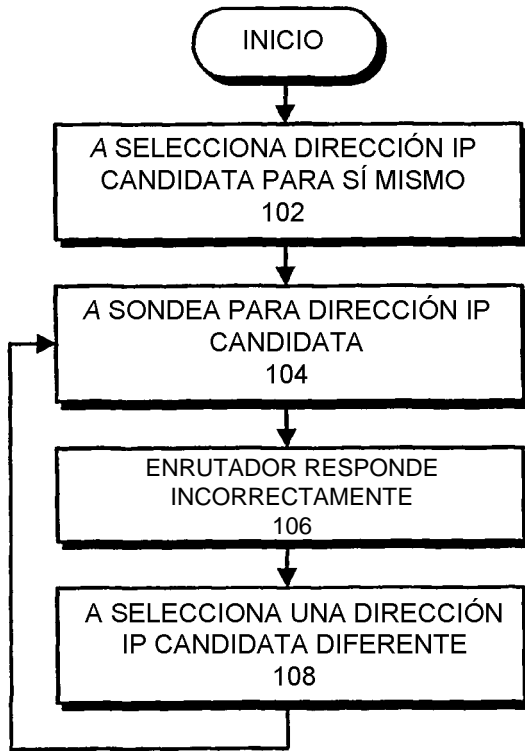 INICIO
A SELECCIONA DIRECCIÓN IP
CANDIDATA PARA SÍ MISMO
102
A SONDEA PARA DIRECCIÓN IP
CANDIDATA
104
ENRUTADOR RESPONDE
INCORRECTAMENTE
106
A SELECCIONA UNA DIRECCIÓN
IP CANDIDATA DIFERENTE
108